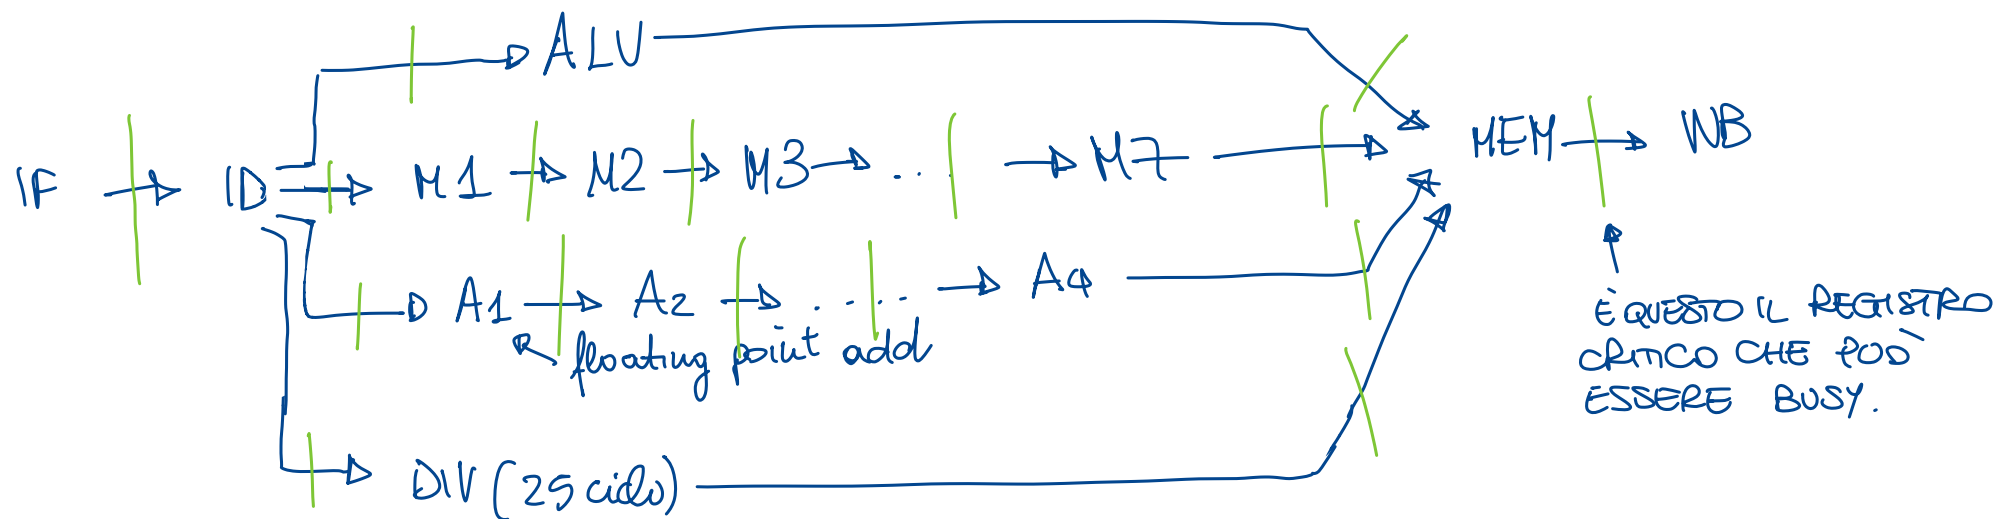 ALU
IF ID M1 M2 M3 ... M7 MEM WB
A1 A2 ..... A4
floating point add
DIV (25 cicli)
È QUESTO IL REGISTRO
CRITICO CHE PUÒ
ESSERE BUSY.